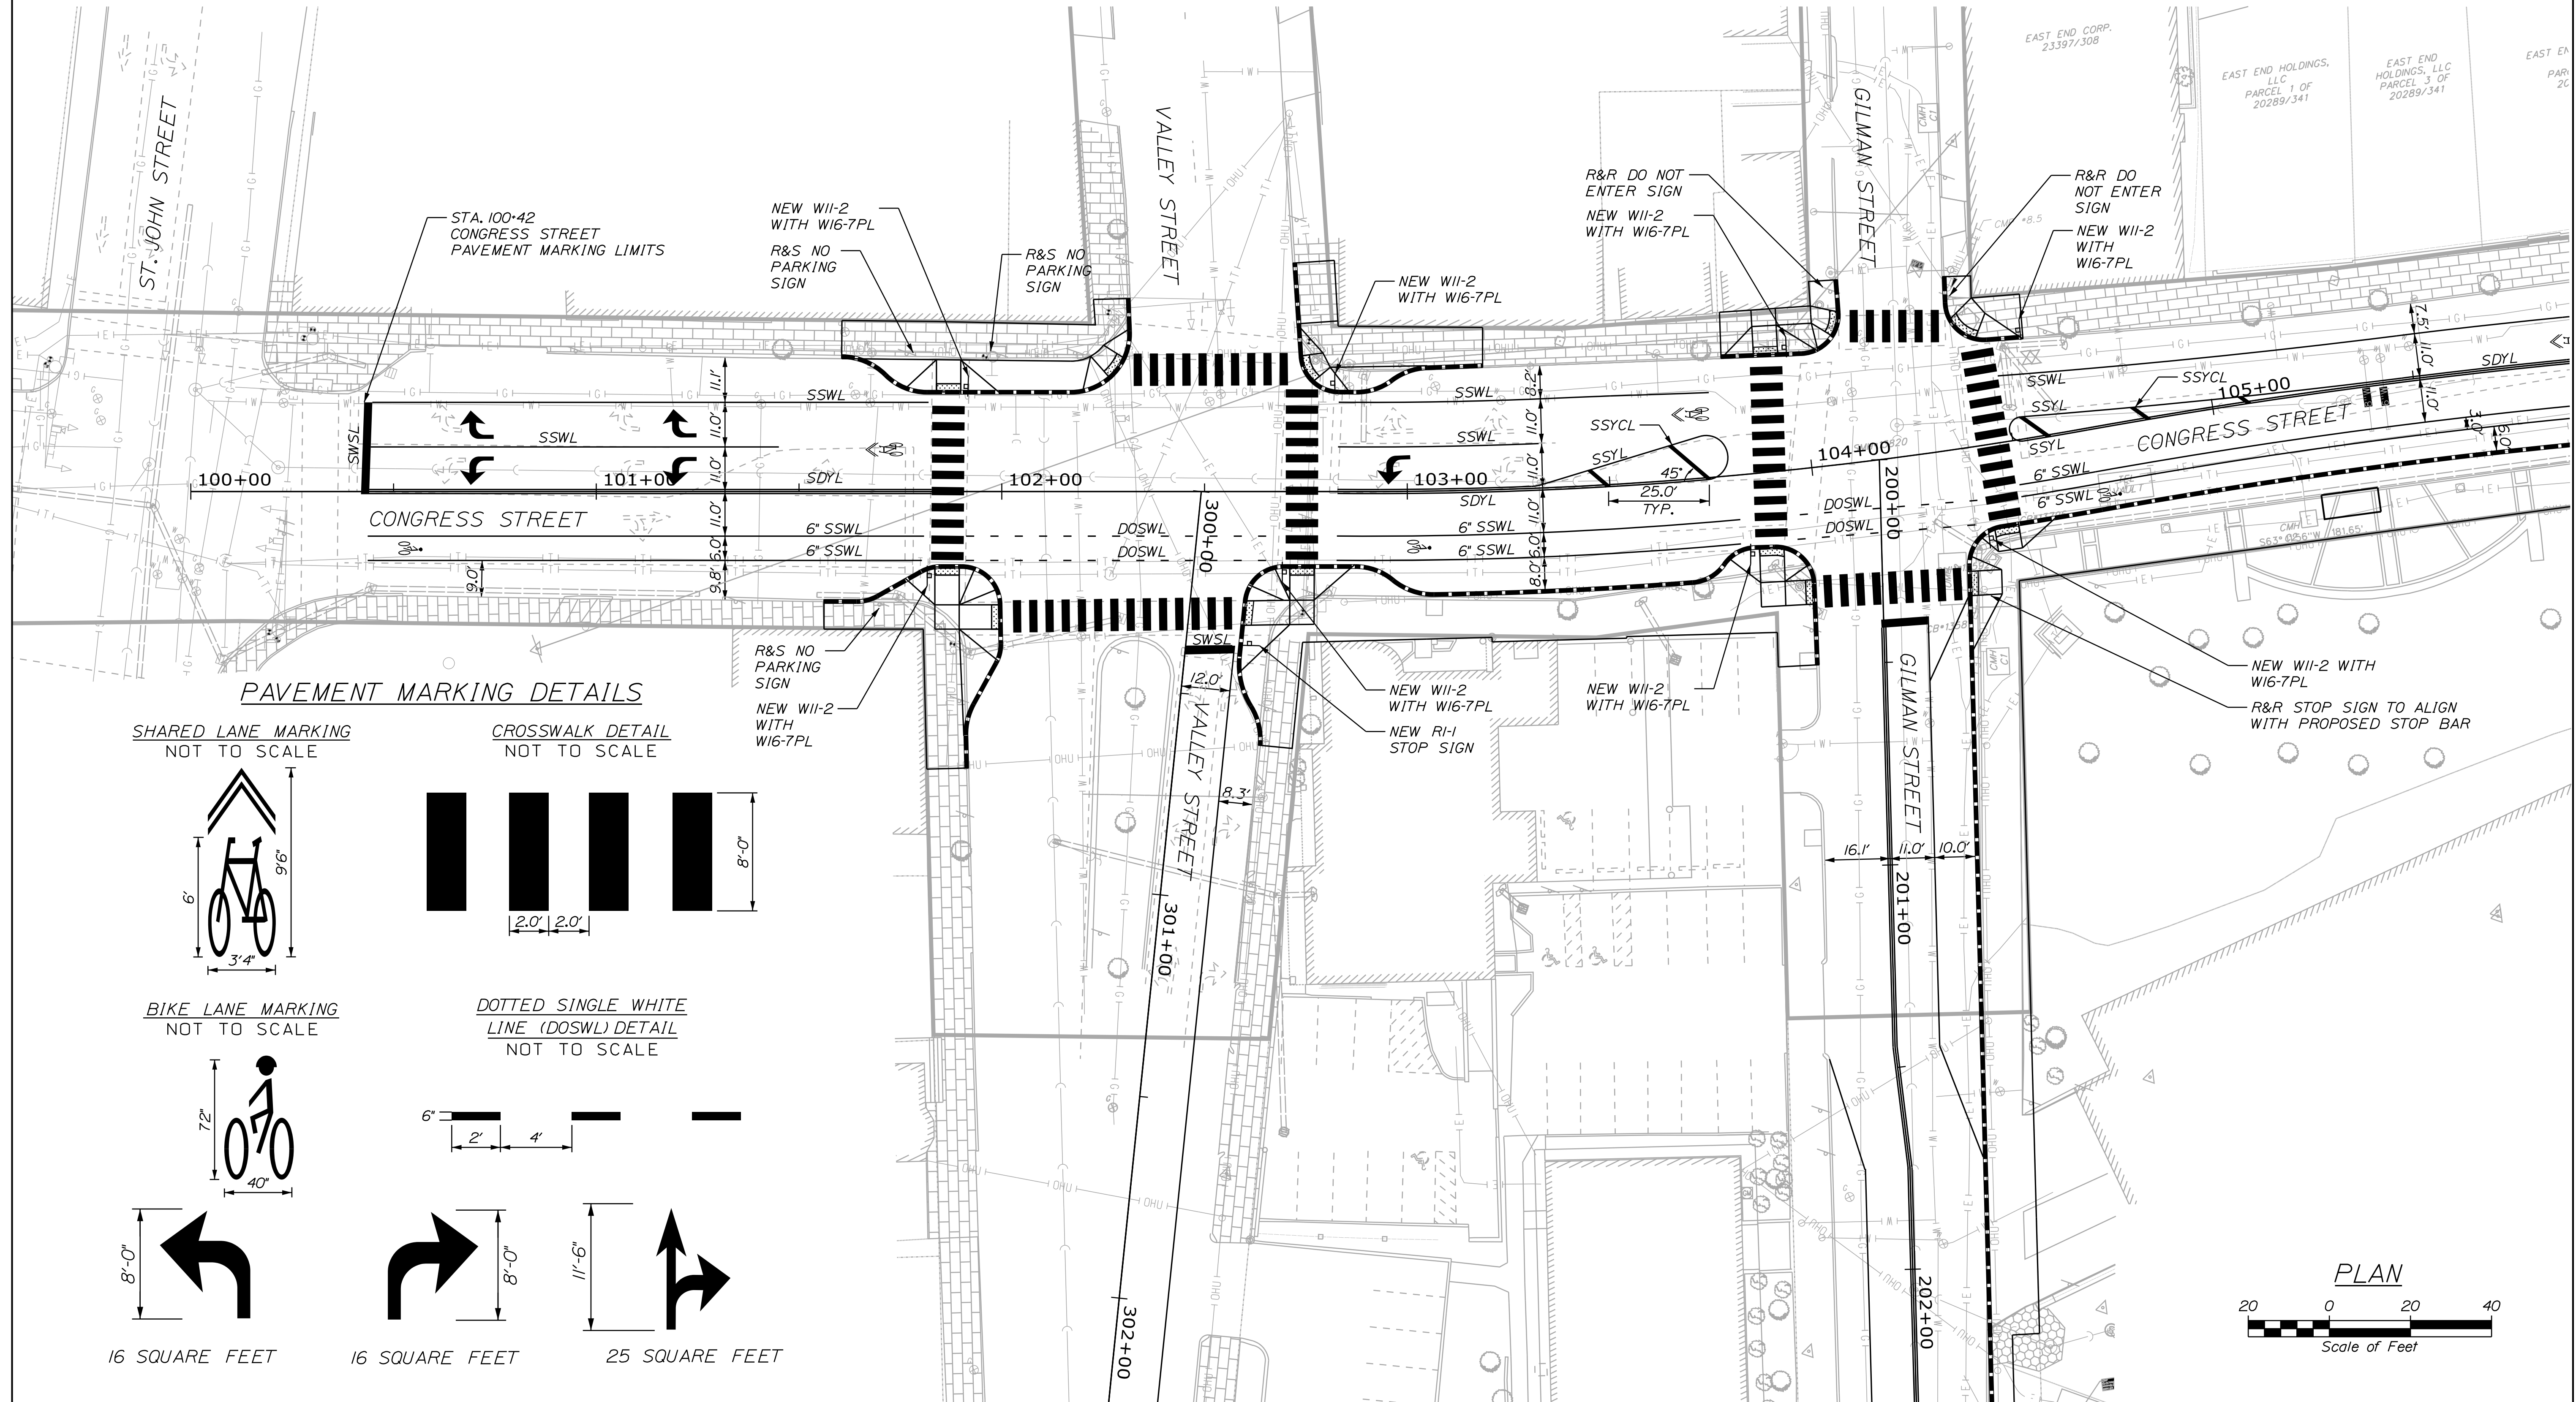 ST. JOHN STREET
STA. 100+42
CONGRESS STREET
PAVEMENT MARKING LIMITS
NEW W11-2
WITH W16-7PL
R&S NO
PARKING
SIGN
R&S NO
PARKING
SIGN
VALLEY STREET
NEW W11-2
WITH W16-7PL
R&R DO NOT
ENTER SIGN
NEW W11-2
WITH W16-7PL
GILMAN STREET
R&R DO
NOT ENTER
SIGN
NEW W11-2
WITH
W16-7PL
CMH
C1
EAST END CORP.
23397/308
EAST END HOLDINGS,
LLC
PARCEL 1 OF
20289/341
EAST END
HOLDINGS, LLC
PARCEL 3 OF
20289/341
SWSL
SSWL
11.1'
11.0'
11.0'
SSWL
SDYL
100+00
101+00
102+00
103+00
104+00
105+00
CONGRESS STREET
11.0'
6.0'
9.8'
9.0'
6" SSWL
6" SSWL
DOSWL
DOSWL
300+00
SSWL
8.2'
11.0'
SSWL
11.0'
SDYL
SSYL
SSYCL
45°
25.0'
TYP.
11.0'
6.0'
8.0'
6" SSWL
6" SSWL
DOSWL
DOSWL
200+00
SSWL
SSYL
SSYCL
SSYL
SDYL
7.5'
11.0'
11.0'
3.0'
6.0'
CONGRESS STREET
6" SSWL
6" SSWL
CMH
S63°02'56"W
181.65'
SWSL
12.0'
VALLEY STREET
8.3'
301+00
302+00
R&S NO
PARKING
SIGN
NEW W11-2
WITH
W16-7PL
NEW W11-2
WITH W16-7PL
NEW R1-1
STOP SIGN
NEW W11-2
WITH W16-7PL
GILMAN STREET
16.1'
11.0'
10.0'
201+00
202+00
CMH
C1
NEW W11-2 WITH
W16-7PL
R&R STOP SIGN TO ALIGN
WITH PROPOSED STOP BAR
PAVEMENT MARKING DETAILS
SHARED LANE MARKING
NOT TO SCALE
6'
9'6"
3'4"
CROSSWALK DETAIL
NOT TO SCALE
8'-0"
2.0'
2.0'
BIKE LANE MARKING
NOT TO SCALE
72"
40"
DOTTED SINGLE WHITE
LINE (DOSWL) DETAIL
NOT TO SCALE
6"
2'
4'
8'-0"
16 SQUARE FEET
8'-0"
16 SQUARE FEET
11'-6"
25 SQUARE FEET
PLAN
20 0 20 40
Scale of Feet